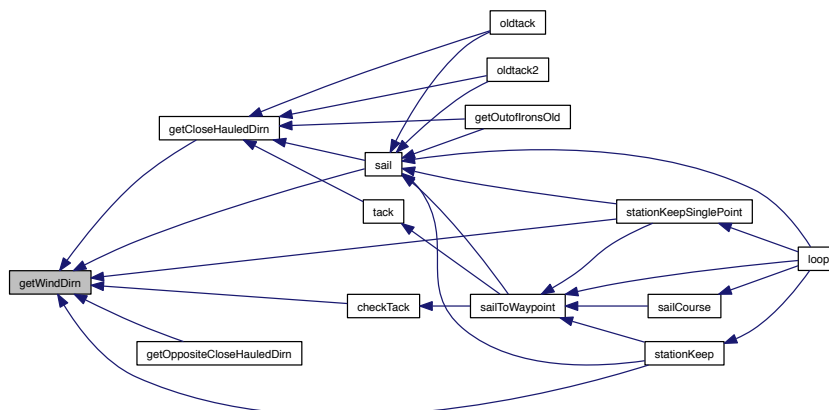 oldtack
oldtack2
getOutofIronsOld
getCloseHauledDirn
sail
tack
stationKeepSinglePoint
loop
getWindDirn
checkTack
sailToWaypoint
sailCourse
getOppositeCloseHauledDirn
stationKeep